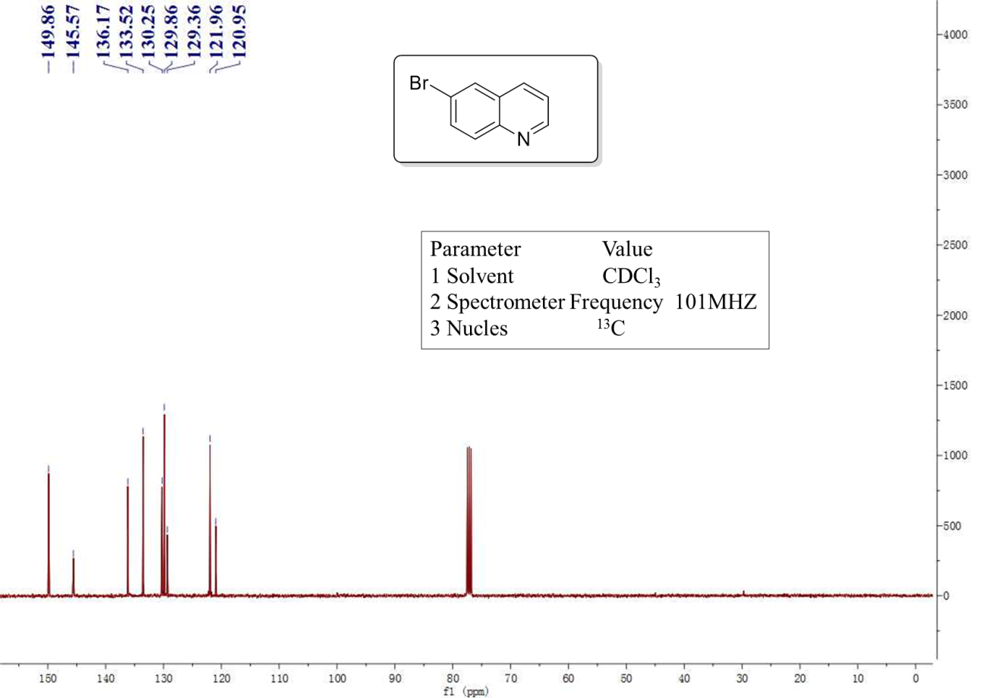 149.86
145.57
136.17
133.52
130.25
129.86
129.36
121.96
120.95
Br
N
Parameter Value
1 Solvent CDCl₃
2 Spectrometer Frequency 101MHZ
3 Nucles ¹³C
4000
3500
3000
2500
2000
1500
1000
500
0
150 140 130 120 110 100 90 80 70 60 50 40 30 20 10 0
f1 (ppm)